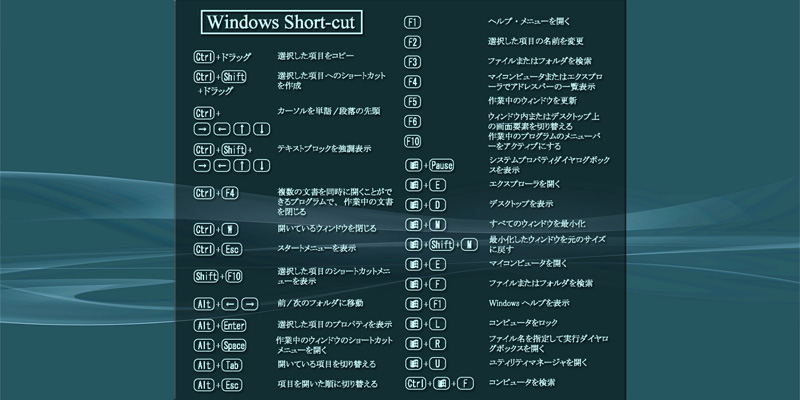 Windows Short-cut
Ctrl+ドラッグ 選択した項目をコピー
Ctrl+Shift 選択した項目へのショートカット
+ドラッグ を作成
Ctrl+ カーソルを単語/段落の先頭
→ ← ↑ ↓
Ctrl+Shift+ テキストブロックを強調表示
→ ← ↑ ↓
Ctrl+F4 複数の文書を同時に開くことがで
きるプログラムで、作業中の文書
を閉じる
Ctrl+W 開いているウィンドウを閉じる
Ctrl+Esc スタートメニューを表示
Shift+F10 選択した項目のショートカットメニ
ューを表示
Alt+← → 前/次のフォルダに移動
Alt+Enter 選択した項目のプロパティを表示
Alt+Space 作業中のウィンドウのショートカット
メニューを開く
Alt+Tab 開いている項目を切り替える
Alt+Esc 項目を開いた順に切り替える
F1 ヘルプ・メニューを開く
F2 選択した項目の名前を変更
F3 ファイルまたはフォルダを検索
F4 マイコンピュータまたはエクスプロ
ーラでアドレスバーの一覧表示
F5 作業中のウィンドウを更新
F6 ウィンドウ内またはデスクトップ上
の画面要素を切り替える
F10 作業中のプログラムのメニューバ
ーをアクティブにする
+Pause システムプロパティダイヤログボック
スを表示
+E エクスプローラを開く
+D デスクトップを表示
+M すべてのウィンドウを最小化
+Shift+M 最小化したウィンドウを元のサイズ
に戻す
+E マイコンピュータを開く
+F ファイルまたはフォルダを検索
+F1 Windows ヘルプを表示
+L コンピュータをロック
+R ファイル名を指定して実行ダイヤロ
グボックスを開く
+U ユーティリティマネージャを開く
Ctrl+ +F コンピュータを検索